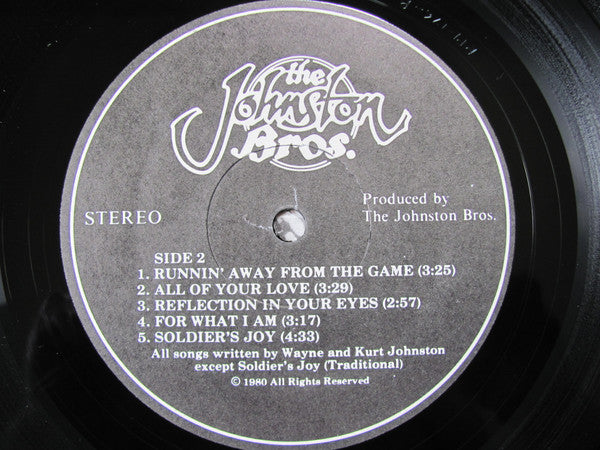 the
Johnston
Bros.
STEREO
Produced by
The Johnston Bros.
SIDE 2
1. RUNNIN' AWAY FROM THE GAME (3:25)
2. ALL OF YOUR LOVE (3:29)
3. REFLECTION IN YOUR EYES (2:57)
4. FOR WHAT I AM (3:17)
5. SOLDIER'S JOY (4:33)
All songs written by Wayne and Kurt Johnston
except Soldier's Joy (Traditional)
© 1980 All Rights Reserved